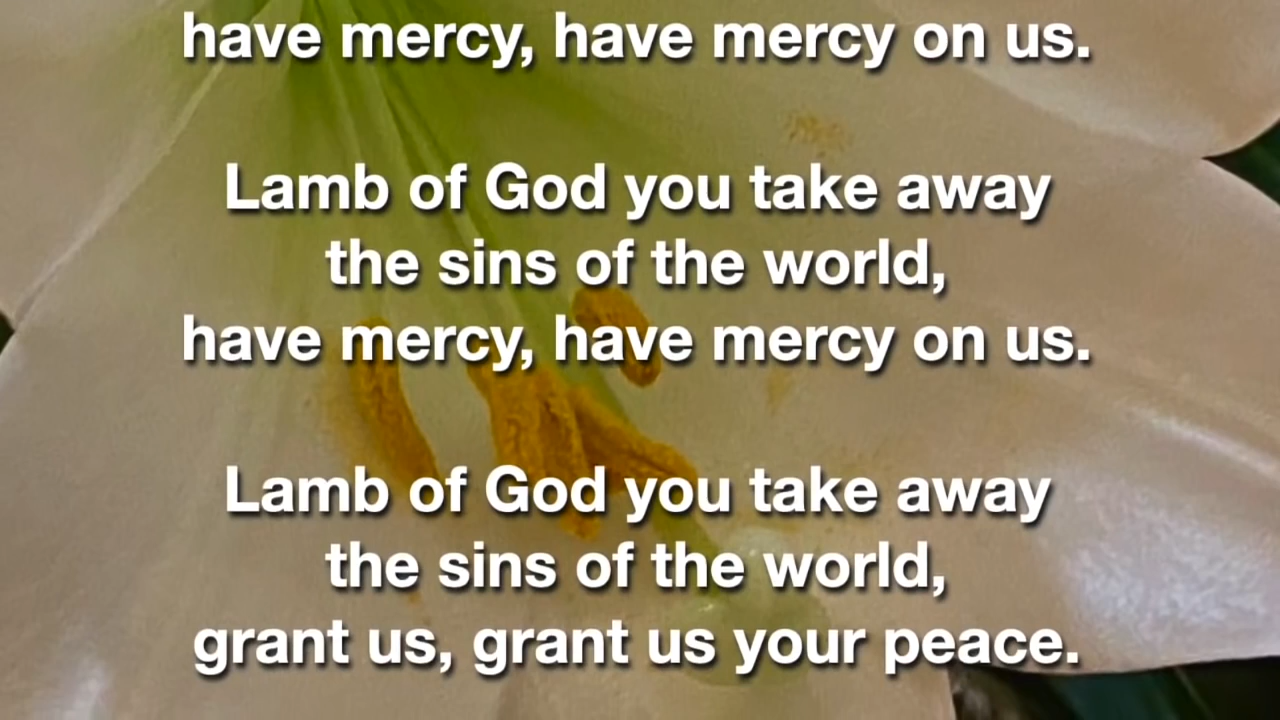 have mercy, have mercy on us.
Lamb of God you take away
the sins of the world,
have mercy, have mercy on us.
Lamb of God you take away
the sins of the world,
grant us, grant us your peace.